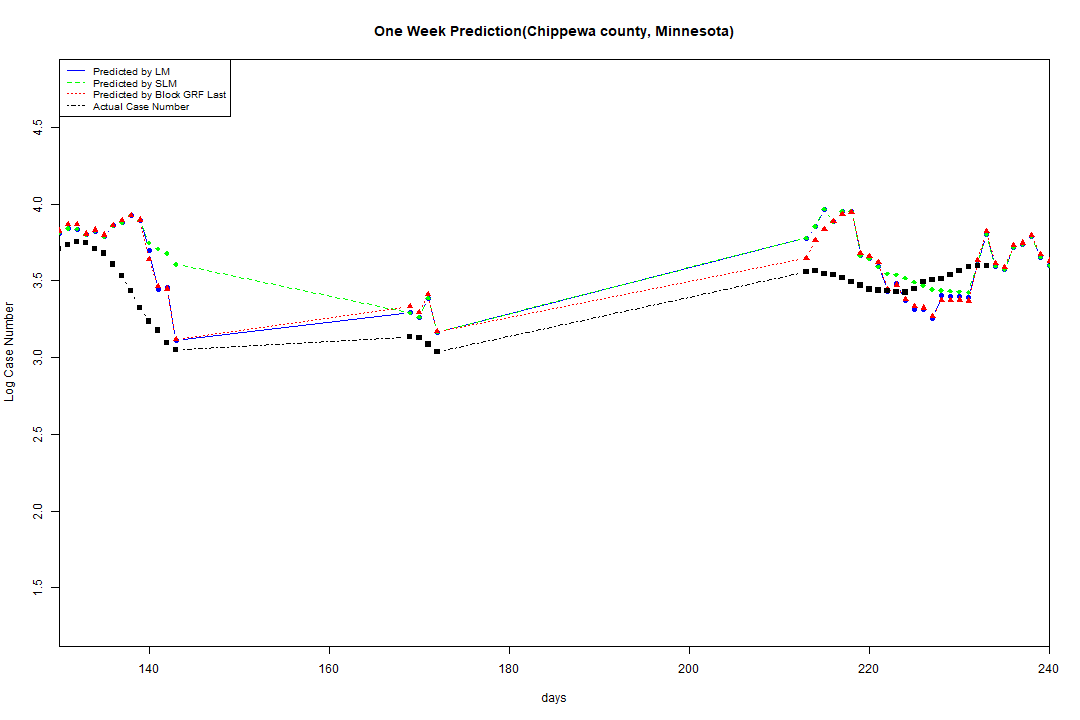 One Week Prediction(Chippewa county, Minnesota)
Predicted by LM
Predicted by SLM
Predicted by Block GRF Last
Actual Case Number
4.5
4.0
3.5
3.0
2.5
2.0
1.5
Log Case Number
140 160 180 200 220 240
days